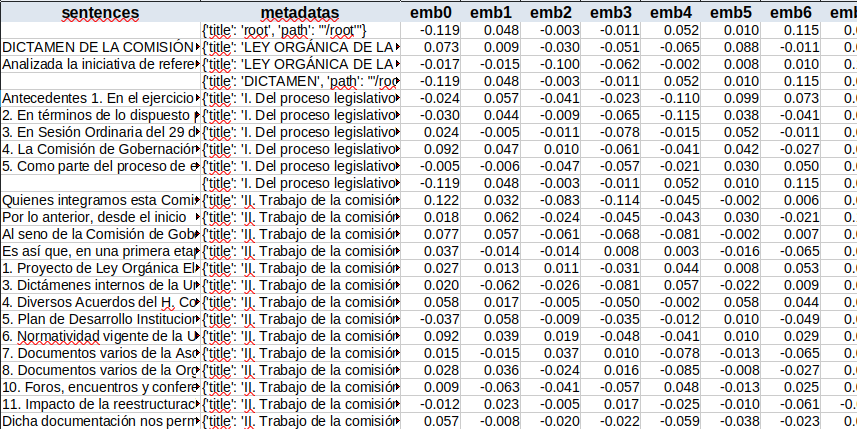 sentences metadatas emb0 emb1 emb2 emb3 emb4 emb5 emb6 emb
{'title': 'root', 'path': "'/root'"} -0.119 0.048 -0.003 -0.011 0.052 0.010 0.115 0.0
DICTAMEN DE LA COMISIÓN {'title': 'LEY ORGÁNICA DE LA 0.073 0.009 -0.030 -0.051 -0.065 0.088 -0.011 -0.0
Analizada la iniciativa de refere {'title': 'LEY ORGÁNICA DE LA -0.017 -0.015 -0.100 -0.062 -0.002 0.008 0.010 0.
{'title': 'DICTAMEN', 'path': "'/roo -0.119 0.048 -0.003 -0.011 0.052 0.010 0.115 0.
Antecedentes 1. En el ejercicio {'title': 'I. Del proceso legislativo -0.024 0.057 -0.041 -0.023 -0.110 0.099 0.073 0.
2. En términos de lo dispuesto {'title': 'I. Del proceso legislativo -0.030 0.044 -0.009 -0.065 -0.115 0.038 -0.041 0.
3. En Sesión Ordinaria del 29 d {'title': 'I. Del proceso legislativo 0.024 -0.005 -0.011 -0.078 -0.015 0.052 -0.011 0.
4. La Comisión de Gobernación {'title': 'I. Del proceso legislativo 0.092 0.047 0.010 -0.061 -0.041 0.042 -0.027 0.
5. Como parte del proceso de e {'title': 'I. Del proceso legislativo -0.005 -0.006 -0.047 -0.057 -0.021 0.030 0.050 0.
{'title': 'I. Del proceso legislativo -0.119 0.048 -0.003 -0.011 0.052 0.010 0.115 0.
Quienes integramos esta Comi {'title': 'II. Trabajo de la comisión 0.122 0.032 -0.083 -0.114 -0.045 -0.002 0.006 0.
Por lo anterior, desde el inicio {'title': 'II. Trabajo de la comisión 0.018 0.062 -0.024 -0.045 -0.043 0.030 -0.021 0.
Al seno de la Comisión de Gob {'title': 'II. Trabajo de la comisión 0.077 0.057 -0.061 -0.068 -0.081 -0.002 0.007 0.
Es así que, en una primera etap {'title': 'II. Trabajo de la comisión 0.037 -0.014 -0.014 0.008 0.003 -0.016 -0.065 0.
1. Proyecto de Ley Orgánica El {'title': 'II. Trabajo de la comisión 0.027 0.013 0.011 -0.031 0.044 0.008 0.053 0.
3. Dictámenes internos de la Un {'title': 'II. Trabajo de la comisión 0.020 -0.062 -0.026 -0.081 0.057 -0.022 0.009 0.
4. Diversos Acuerdos del H. Co {'title': 'II. Trabajo de la comisión 0.058 0.017 -0.005 -0.050 -0.002 0.058 0.044 0.
5. Plan de Desarrollo Institucion {'title': 'II. Trabajo de la comisión -0.037 0.058 -0.009 -0.035 -0.012 0.010 -0.049 0.
6. Normatividad vigente de la U {'title': 'II. Trabajo de la comisión 0.092 0.039 0.019 -0.048 -0.041 0.010 0.029 0.
7. Documentos varios de la Aso {'title': 'II. Trabajo de la comisión 0.015 -0.015 0.037 0.010 -0.078 -0.013 -0.065 0.
8. Documentos varios de la Org {'title': 'II. Trabajo de la comisión 0.028 0.036 -0.024 0.016 -0.085 -0.008 -0.027 0.
10. Foros, encuentros y confere {'title': 'II. Trabajo de la comisión 0.009 -0.063 -0.041 -0.057 0.048 -0.013 0.025 0.
11. Impacto de la reestructurac {'title': 'II. Trabajo de la comisión -0.012 0.023 -0.005 0.017 -0.025 -0.010 -0.061 -0.
Dicha documentación nos perm {'title': 'II. Trabajo de la comisión 0.057 -0.008 -0.020 -0.022 -0.059 -0.038 -0.023 0.